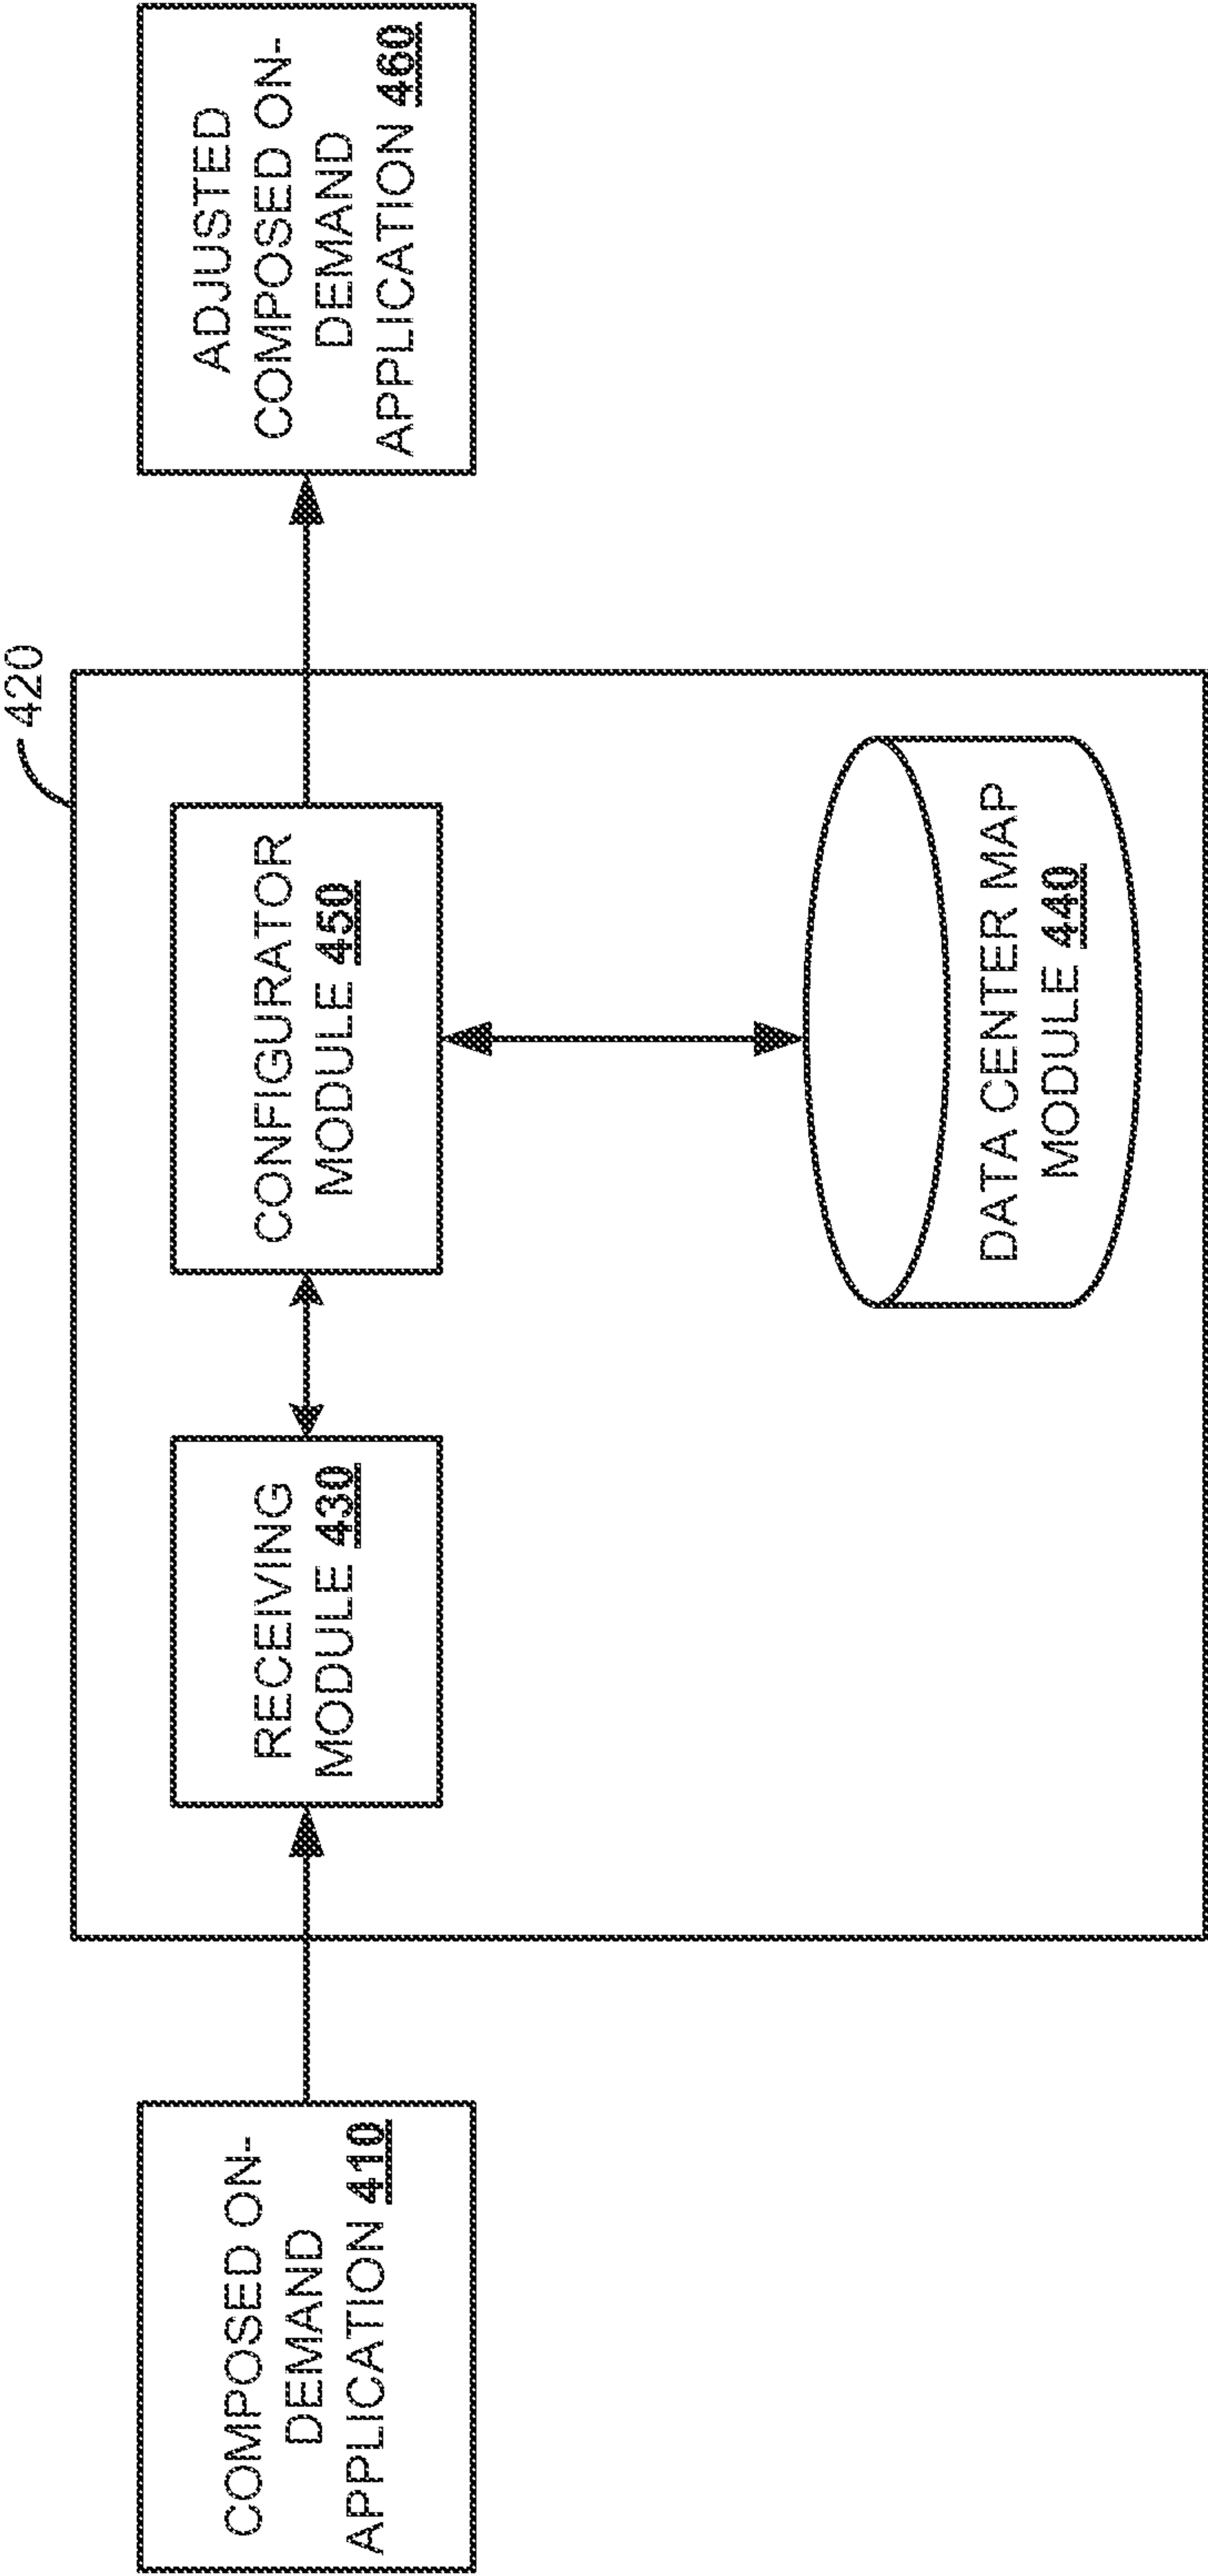 420
COMPOSED ON-
DEMAND
APPLICATION 410
RECEIVING
MODULE 430
CONFIGURATOR
MODULE 450
DATA CENTER MAP
MODULE 440
ADJUSTED
COMPOSED ON-
DEMAND
APPLICATION 460